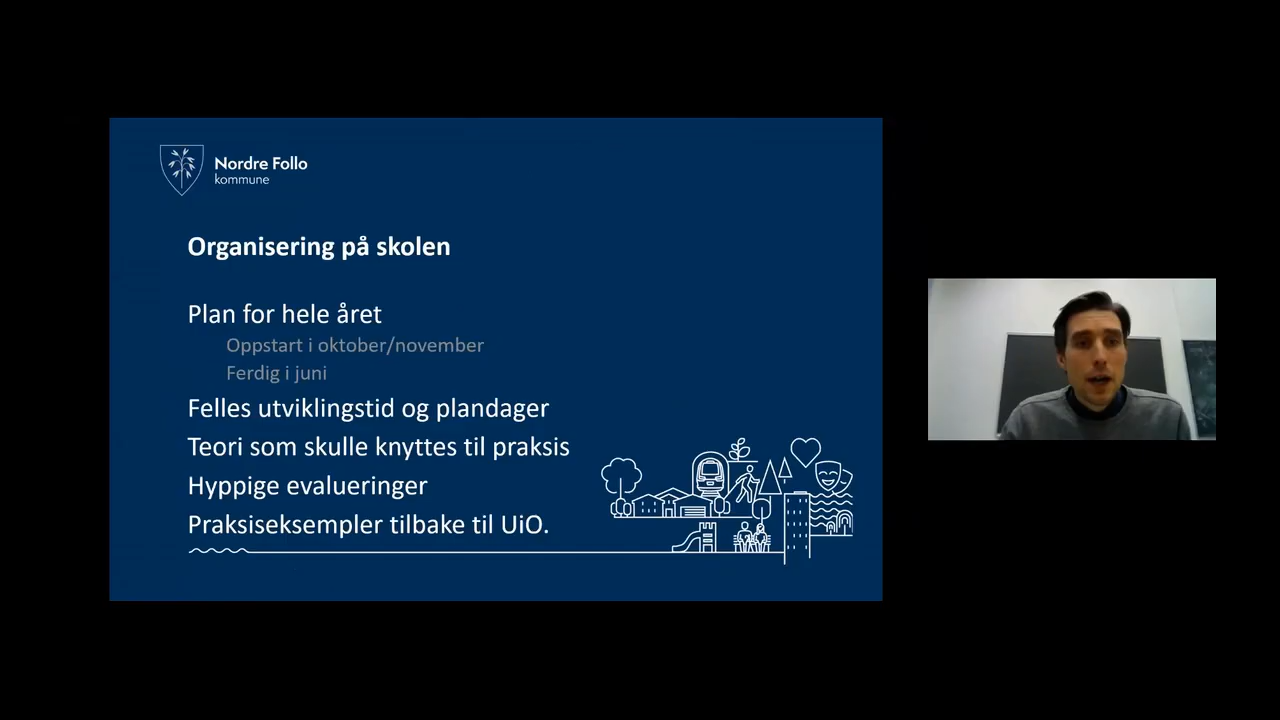 Nordre Follo
kommune
Organisering på skolen
Plan for hele året
Oppstart i oktober/november
Ferdig i juni
Felles utviklingstid og plandager
Teori som skulle knyttes til praksis
Hyppige evalueringer
Praksiseksempler tilbake til UiO.